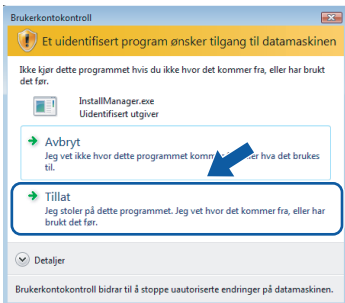 Brukerkontokontroll
Et uidentifisert program ønsker tilgang til datamaskinen
Ikke kjør dette programmet hvis du ikke hvor det kommer fra, eller har brukt
det før.
InstallManager.exe
Uidentifisert utgiver
Avbryt
Jeg vet ikke hvor dette programmet hva det brukes
til.
Tillat
Jeg stoler på dette programmet. Jeg vet hvor det kommer fra, eller har
brukt det før.
Detaljer
Brukerkontokontroll bidrar til å stoppe uautoriserte endringer på datamaskinen.